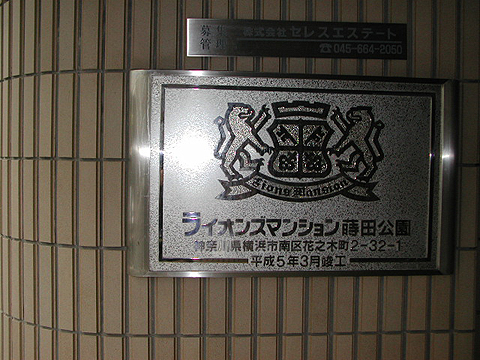 募
管
株式会社 セレスエステート
☎045-664-2050
Lions Mansion
ライオンズマンション蒔田公園
神奈川県横浜市南区花之木町2-32-1
平成5年3月竣工